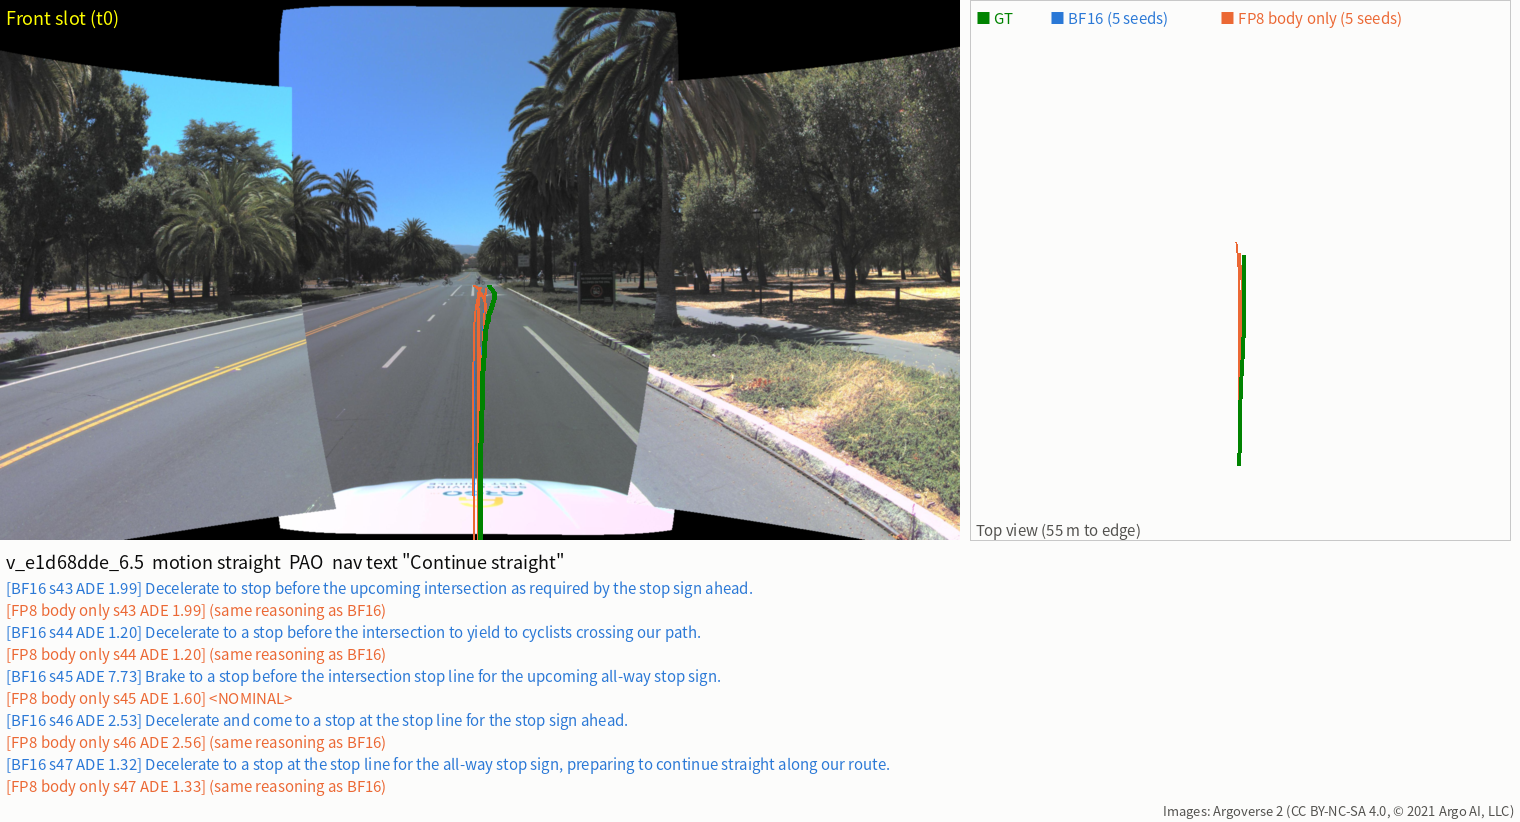 Front slot (t0)
GT
BF16 (5 seeds)
FP8 body only (5 seeds)
Top view (55 m to edge)
v_e1d68dde_6.5 motion straight PAO nav text "Continue straight"
[BF16 s43 ADE 1.99] Decelerate to stop before the upcoming intersection as required by the stop sign ahead.
[FP8 body only s43 ADE 1.99] (same reasoning as BF16)
[BF16 s44 ADE 1.20] Decelerate to a stop before the intersection to yield to cyclists crossing our path.
[FP8 body only s44 ADE 1.20] (same reasoning as BF16)
[BF16 s45 ADE 7.73] Brake to a stop before the intersection stop line for the upcoming all-way stop sign.
[FP8 body only s45 ADE 1.60] <NOMINAL>
[BF16 s46 ADE 2.53] Decelerate and come to a stop at the stop line for the stop sign ahead.
[FP8 body only s46 ADE 2.56] (same reasoning as BF16)
[BF16 s47 ADE 1.32] Decelerate to a stop at the stop line for the all-way stop sign, preparing to continue straight along our route.
[FP8 body only s47 ADE 1.33] (same reasoning as BF16)
Images: Argoverse 2 (CC BY-NC-SA 4.0, © 2021 Argo AI, LLC)